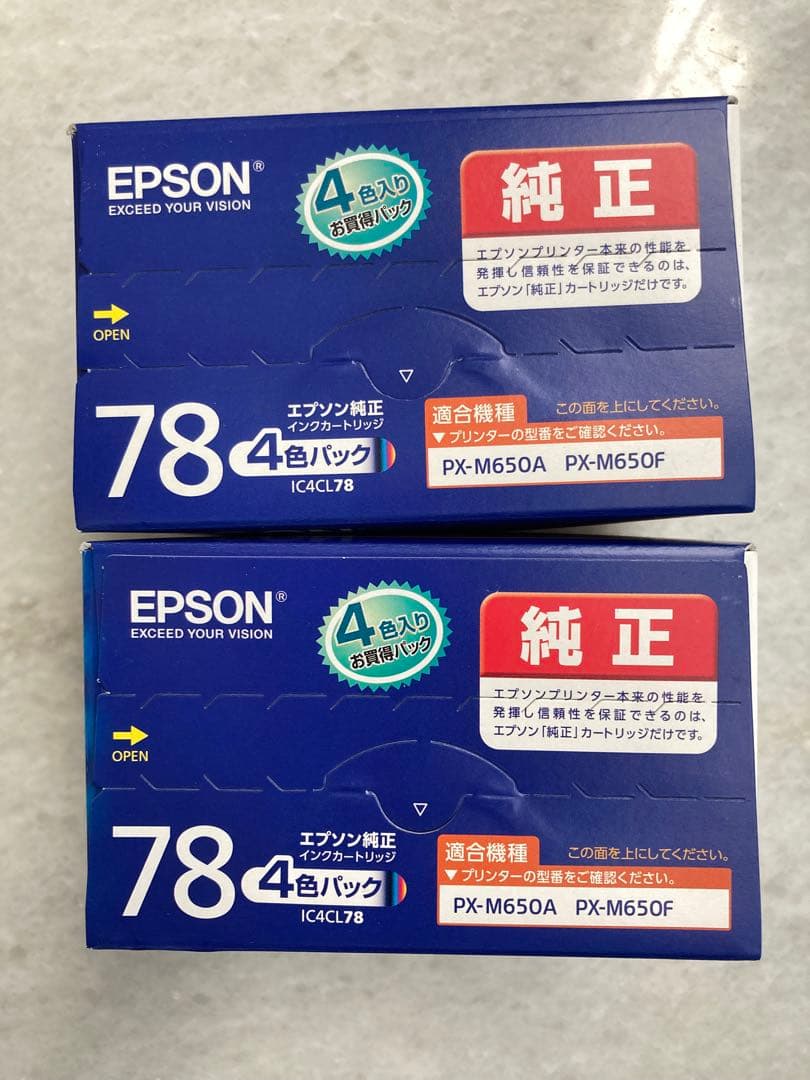 EPSON®
EXCEED YOUR VISION
4色入り
お買得パック
純正
エプソンプリンター本来の性能を
発揮し信頼性を保証できるのは、
エプソン「純正」カートリッジだけです。
OPEN
78
エプソン純正
インクカートリッジ
4色パック
IC4CL78
適合機種
この面を上にしてください。
▼プリンターの型番をご確認ください。
PX-M650A PX-M650F
EPSON®
EXCEED YOUR VISION
4色入り
お買得パック
純正
エプソンプリンター本来の性能を
発揮し信頼性を保証できるのは、
エプソン「純正」カートリッジだけです。
OPEN
78
エプソン純正
インクカートリッジ
4色パック
IC4CL78
適合機種
この面を上にしてください。
▼プリンターの型番をご確認ください。
PX-M650A PX-M650F